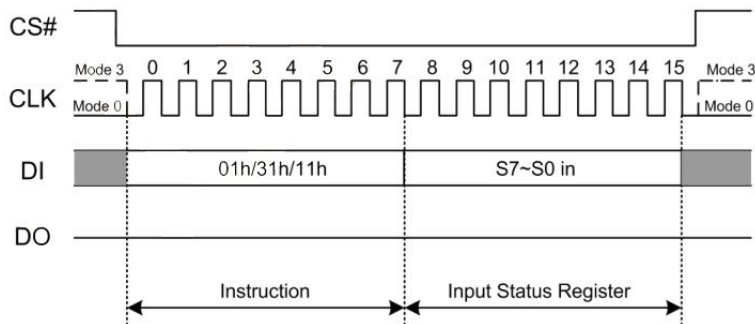 CS#
Mode 3 0 1 2 3 4 5 6 7 8 9 10 11 12 13 14 15 Mode 3
CLK
Mode 0 Mode 0
DI 01h/31h/11h S7~S0 in
DO
Instruction Input Status Register